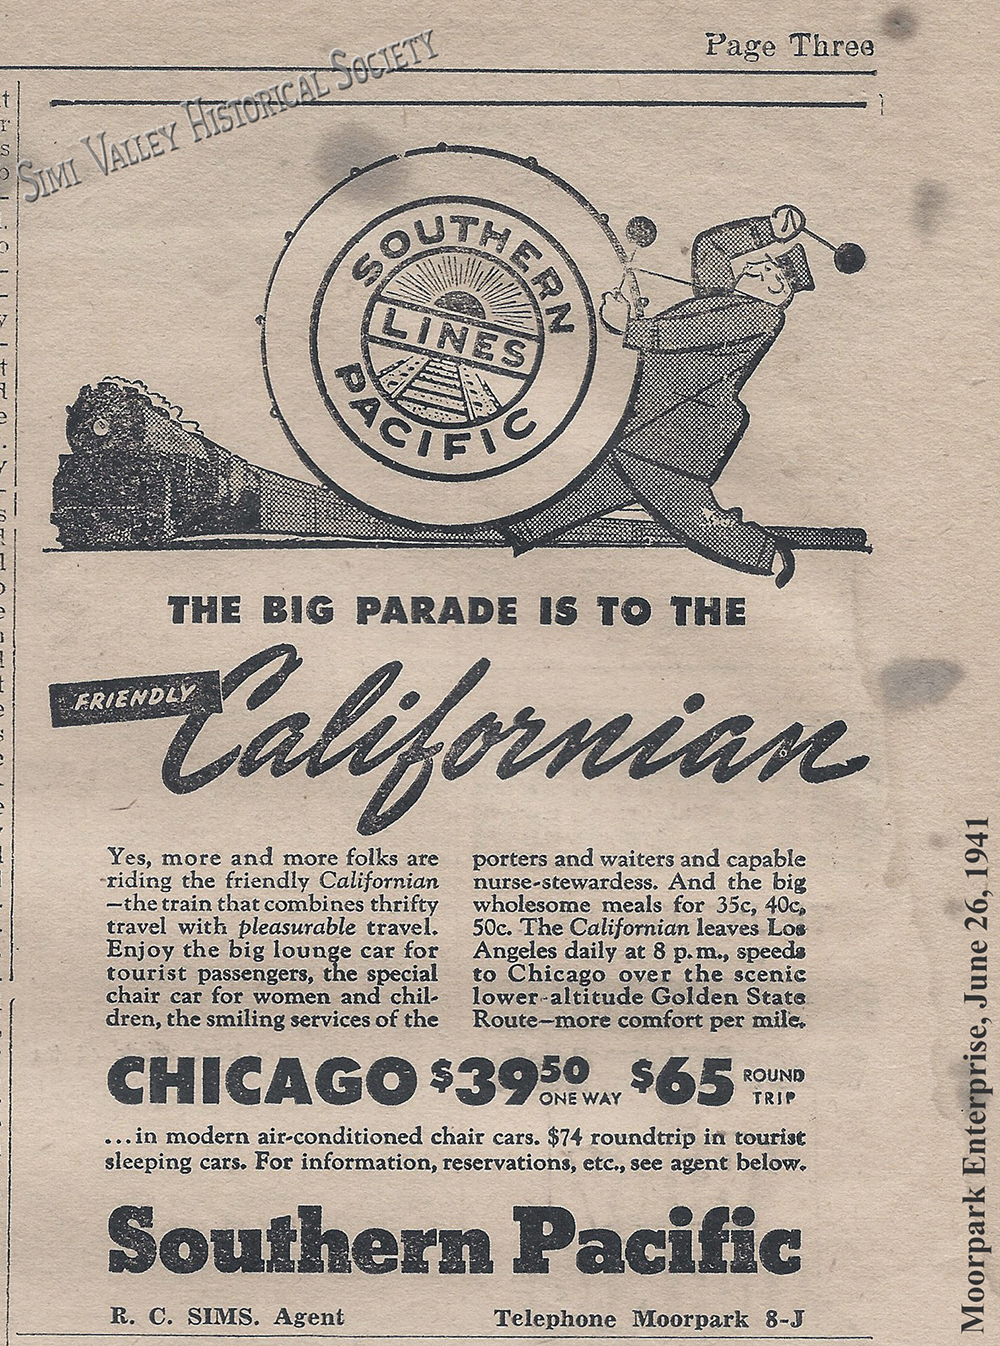 Page Three
SIMI VALLEY HISTORICAL SOCIETY
SOUTHERN
LINES
PACIFIC
THE BIG PARADE IS TO THE
FRIENDLY
Californian
Yes, more and more folks are
riding the friendly Californian
—the train that combines thrifty
travel with pleasurable travel.
Enjoy the big lounge car for
tourist passengers, the special
chair car for women and chil-
dren, the smiling services of the
porters and waiters and capable
nurse-stewardess. And the big
wholesome meals for 35c, 40c,
50c. The Californian leaves Los
Angeles daily at 8 p.m., speeds
to Chicago over the scenic
lower-altitude Golden State
Route—more comfort per mile.
CHICAGO $39.50 ONE WAY $65 ROUND TRIP
...in modern air-conditioned chair cars. $74 roundtrip in tourist
sleeping cars. For information, reservations, etc., see agent below.
Southern Pacific
R. C. SIMS. Agent Telephone Moorpark 8-J
Moorpark Enterprise, June 26, 1941